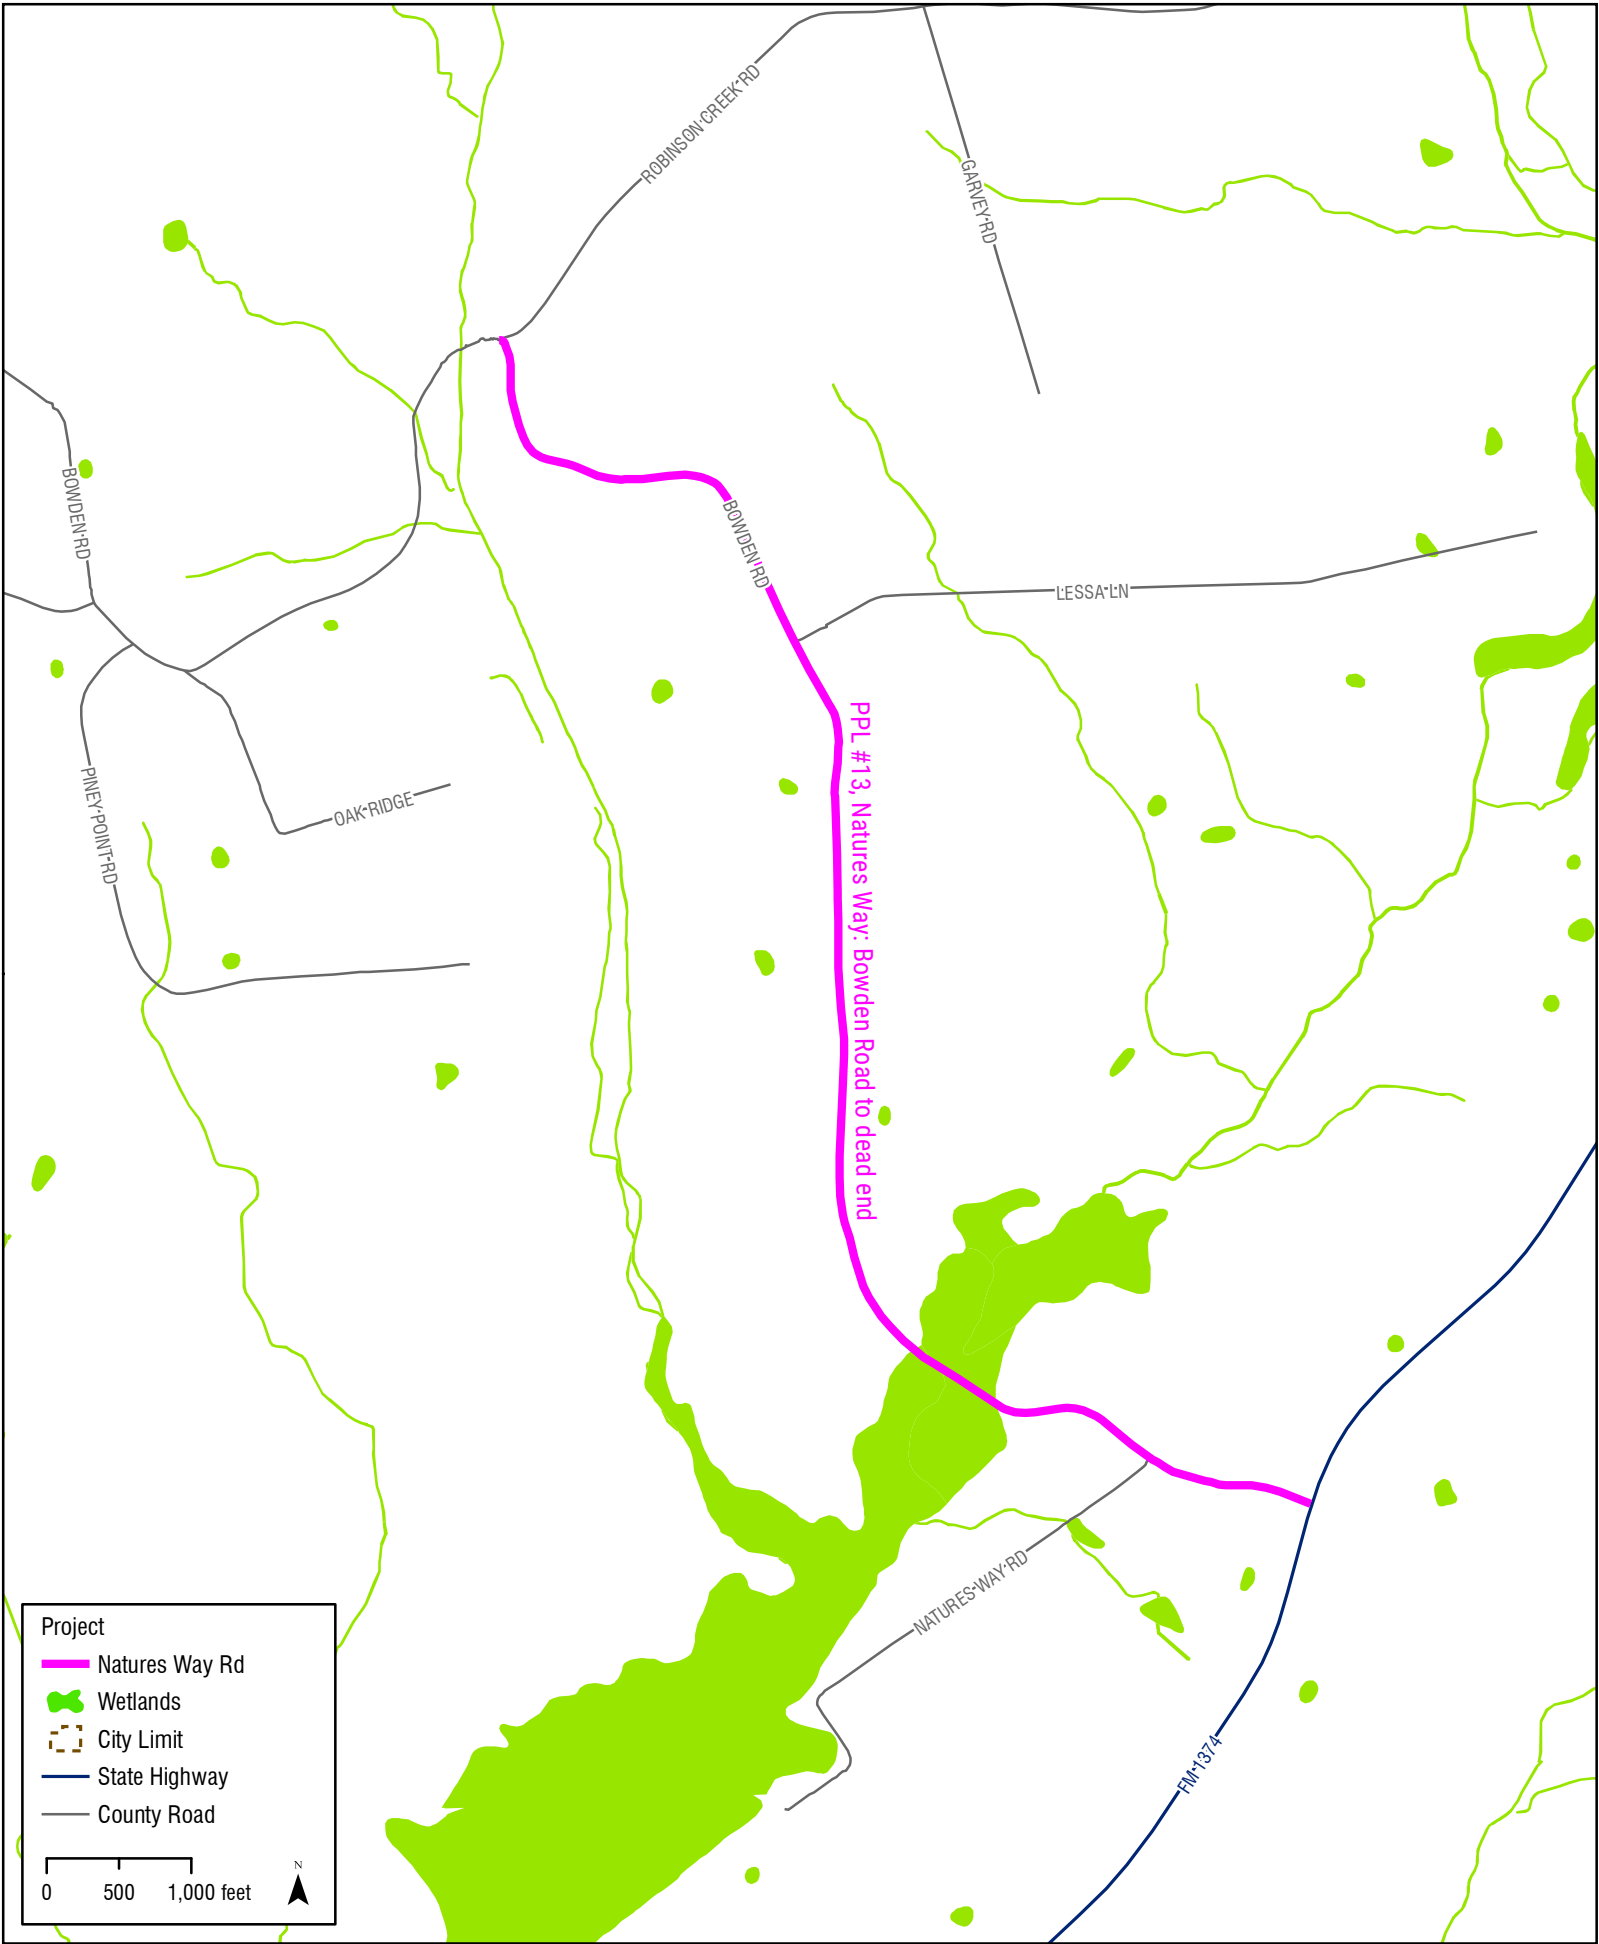 ROBINSON CREEK RD
GARVEY RD
BOWDEN RD
BOWDEN RD
LESSA LN
PPL #13, Natures Way: Bowden Road to dead end
PINEY POINT RD
OAK RIDGE
NATURES WAY RD
FM 1374
Project
Natures Way Rd
Wetlands
City Limit
State Highway
County Road
N
0 500 1,000 feet